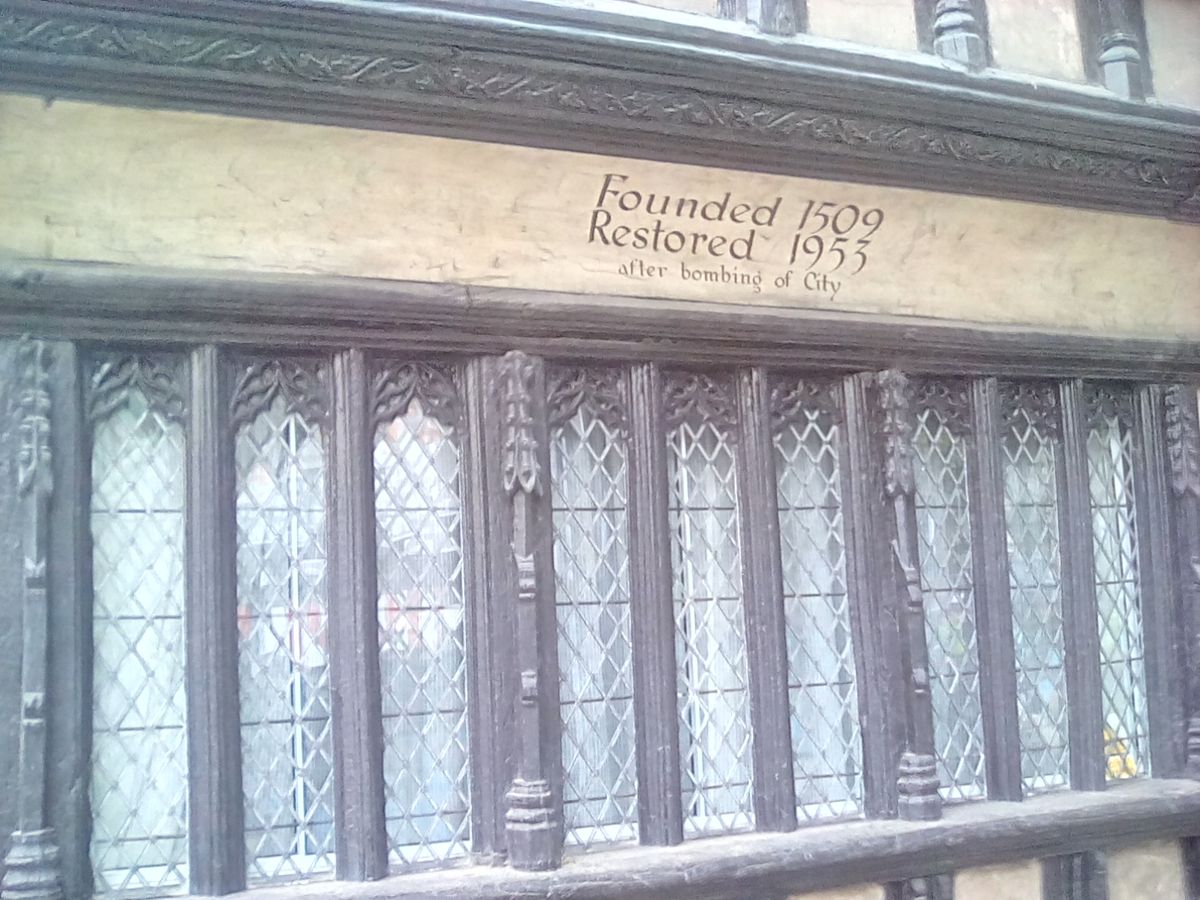 Founded 1509
Restored 1953
after bombing of City